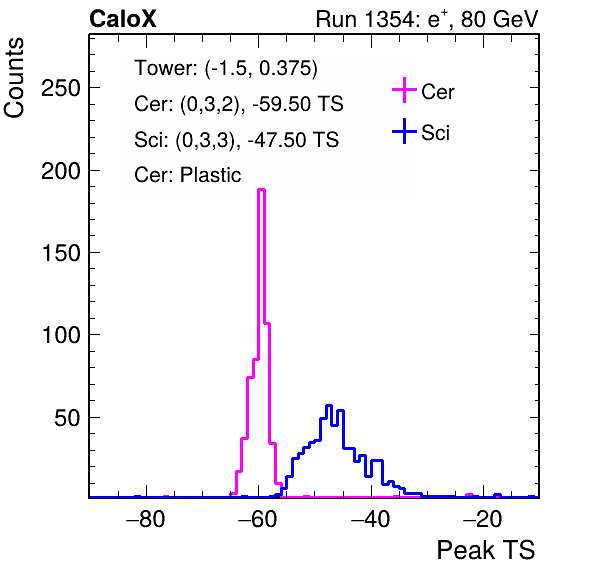 CaloX Run 1354: e⁺, 80 GeV
Counts
Tower: (-1.5, 0.375)
Cer: (0,3,2), -59.50 TS
Sci: (0,3,3), -47.50 TS
Cer: Plastic
Cer
Sci
250
200
150
100
50
−80 −60 −40 −20
Peak TS